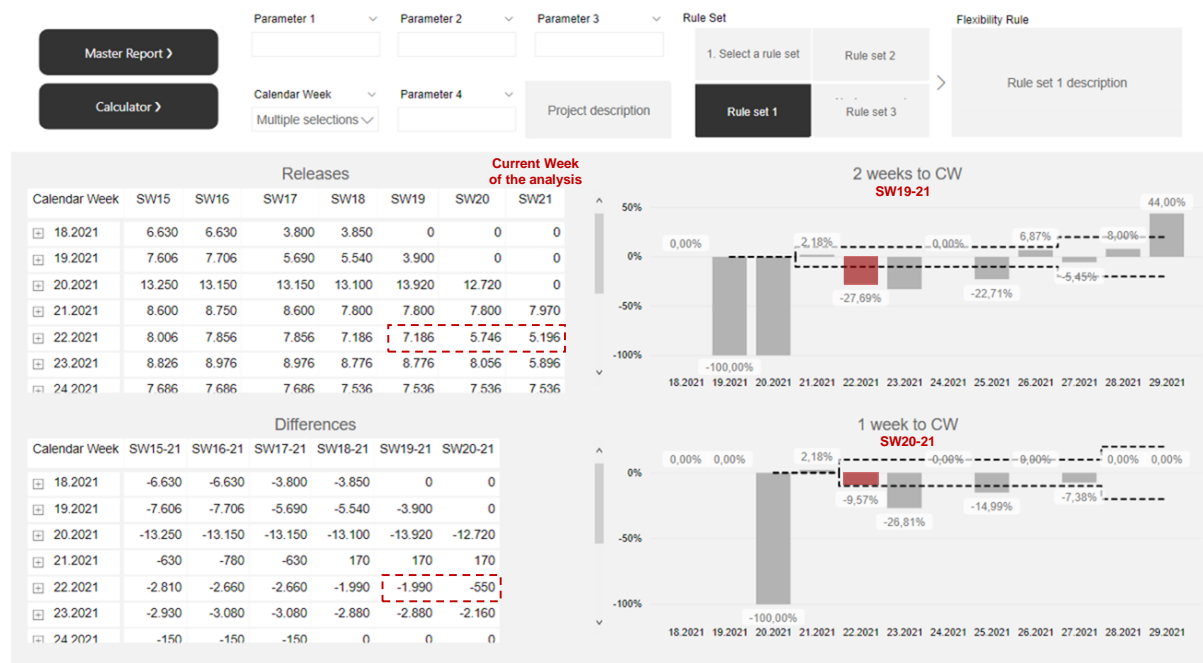 Master Report ❯
Calculator ❯
Parameter 1
Parameter 2
Parameter 3
Calendar Week
Multiple selections
Parameter 4
Project description
Rule Set
1. Select a rule set
Rule set 2
Rule set 1
Rule set 3
Flexibility Rule
Rule set 1 description
Releases
Current Week
of the analysis
Calendar Week SW15 SW16 SW17 SW18 SW19 SW20 SW21
18.2021 6.630 6.630 3.800 3.850 0 0 0
19.2021 7.606 7.706 5.690 5.540 3.900 0 0
20.2021 13.250 13.150 13.150 13.100 13.920 12.720 0
21.2021 8.600 8.750 8.600 7.800 7.800 7.800 7.970
22.2021 8.006 7.856 7.856 7.186 7.186 5.746 5.196
23.2021 8.826 8.976 8.976 8.776 8.776 8.056 5.896
24.2021 7.686 7.686 7.686 7.536 7.536 7.536 7.536
2 weeks to CW
SW19-21
50%
0%
-50%
-100%
0,00%
-100,00%
2,18%
-27,69%
0,00%
-22,71%
6,87%
-5,45%
8,00%
44,00%
18.2021 19.2021 20.2021 21.2021 22.2021 23.2021 24.2021 25.2021 26.2021 27.2021 28.2021 29.2021
Differences
Calendar Week SW15-21 SW16-21 SW17-21 SW18-21 SW19-21 SW20-21
18.2021 -6.630 -6.630 -3.800 -3.850 0 0
19.2021 -7.606 -7.706 -5.690 -5.540 -3.900 0
20.2021 -13.250 -13.150 -13.150 -13.100 -13.920 -12.720
21.2021 -630 -780 -630 170 170 170
22.2021 -2.810 -2.660 -2.660 -1.990 -1.990 -550
23.2021 -2.930 -3.080 -3.080 -2.880 -2.880 -2.160
24.2021 -150 -150 -150 0 0 0
1 week to CW
SW20-21
0%
-50%
-100%
0,00%
0,00%
-100,00%
2,18%
-9,57%
-26,81%
0,00%
-14,99%
0,00%
-7,38%
0,00%
0,00%
18.2021 19.2021 20.2021 21.2021 22.2021 23.2021 24.2021 25.2021 26.2021 27.2021 28.2021 29.2021